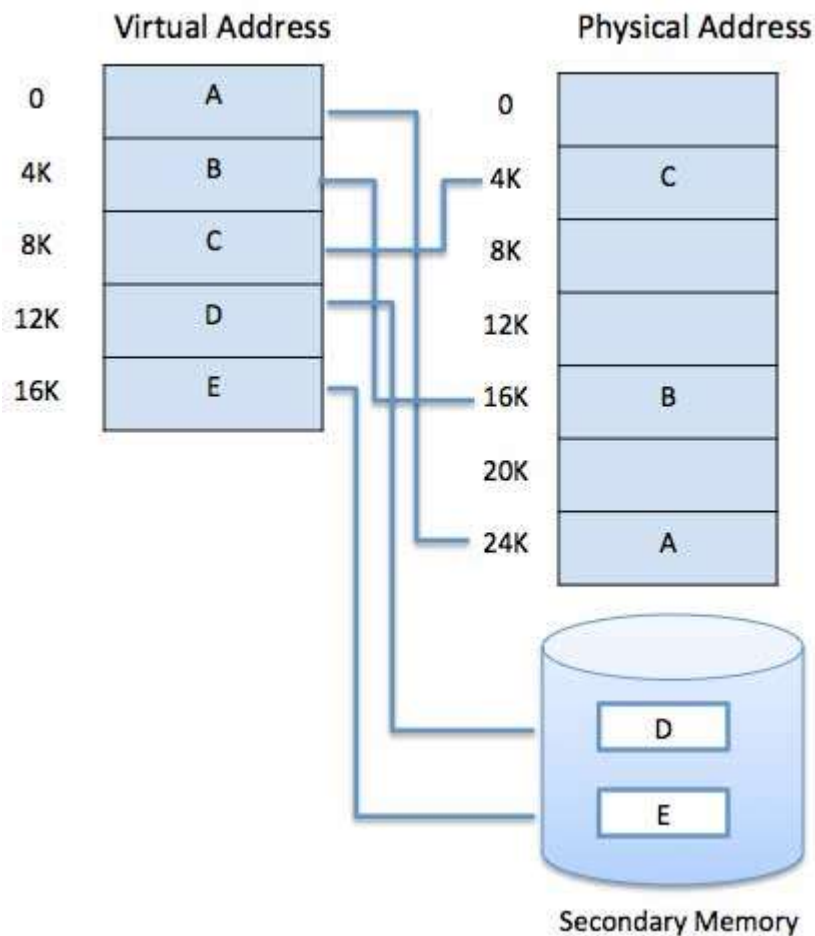 Virtual Address
Physical Address
0
A
4K
B
8K
C
12K
D
16K
E
0
4K
C
8K
12K
16K
B
20K
24K
A
D
E
Secondary Memory